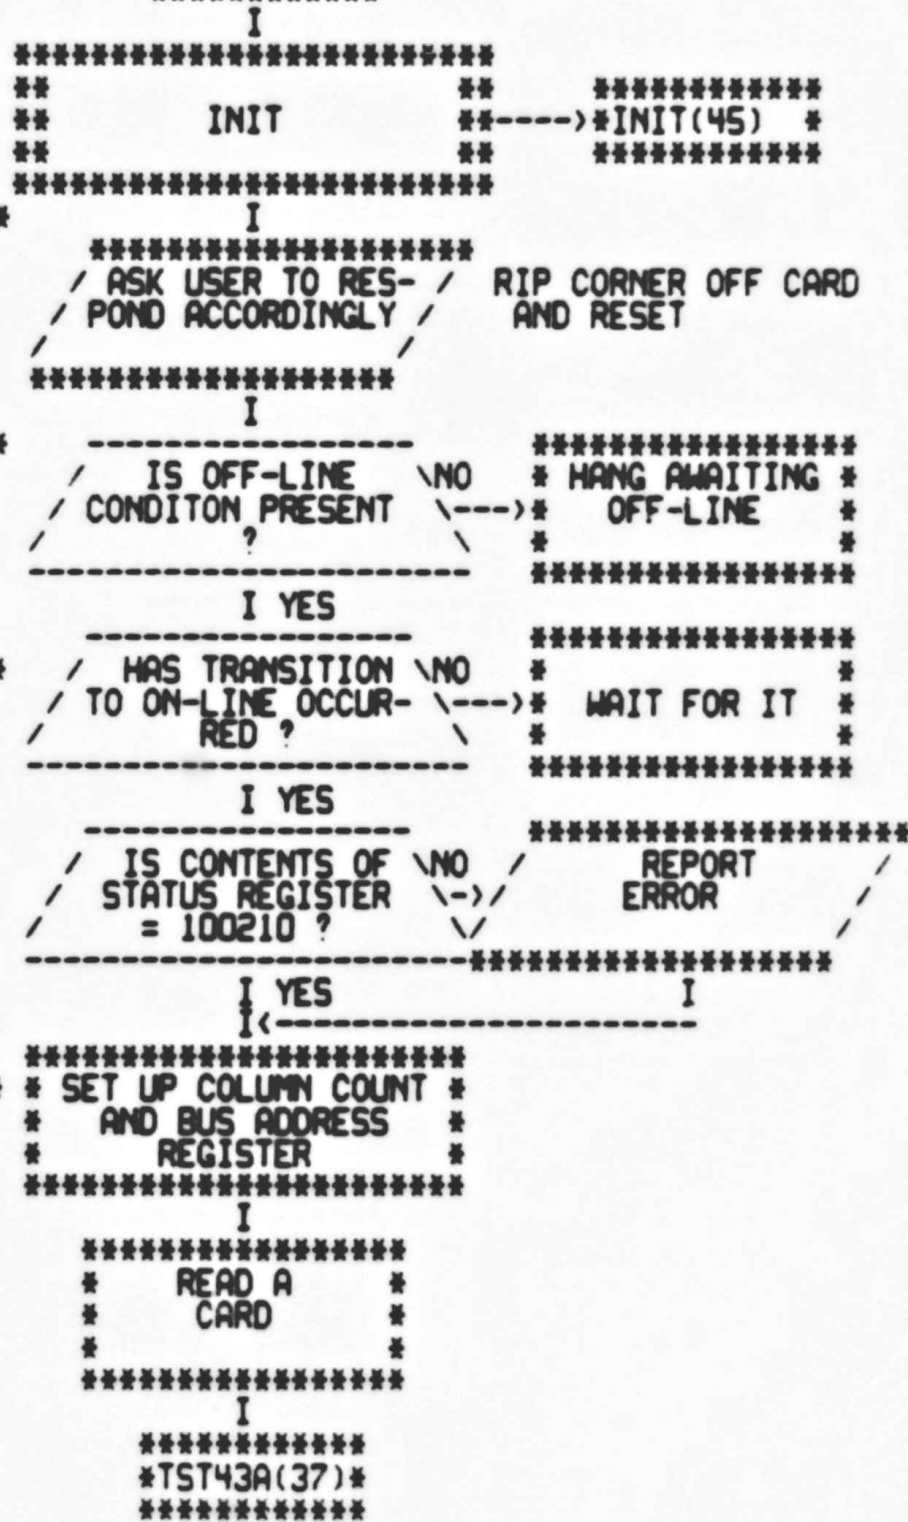 I
INIT
---->*INIT(45) *
I
ASK USER TO RES-
POND ACCORDINGLY
RIP CORNER OFF CARD
AND RESET
I
IS OFF-LINE
CONDITON PRESENT
?
NO
HANG AWAITING
OFF-LINE
I YES
HAS TRANSITION
TO ON-LINE OCCUR-
RED ?
NO
WAIT FOR IT
I YES
IS CONTENTS OF
STATUS REGISTER
= 100210 ?
NO
REPORT
ERROR
I YES
I
I<----------------------
SET UP COLUMN COUNT
AND BUS ADDRESS
REGISTER
I
READ A
CARD
I
*TST43A(37)*